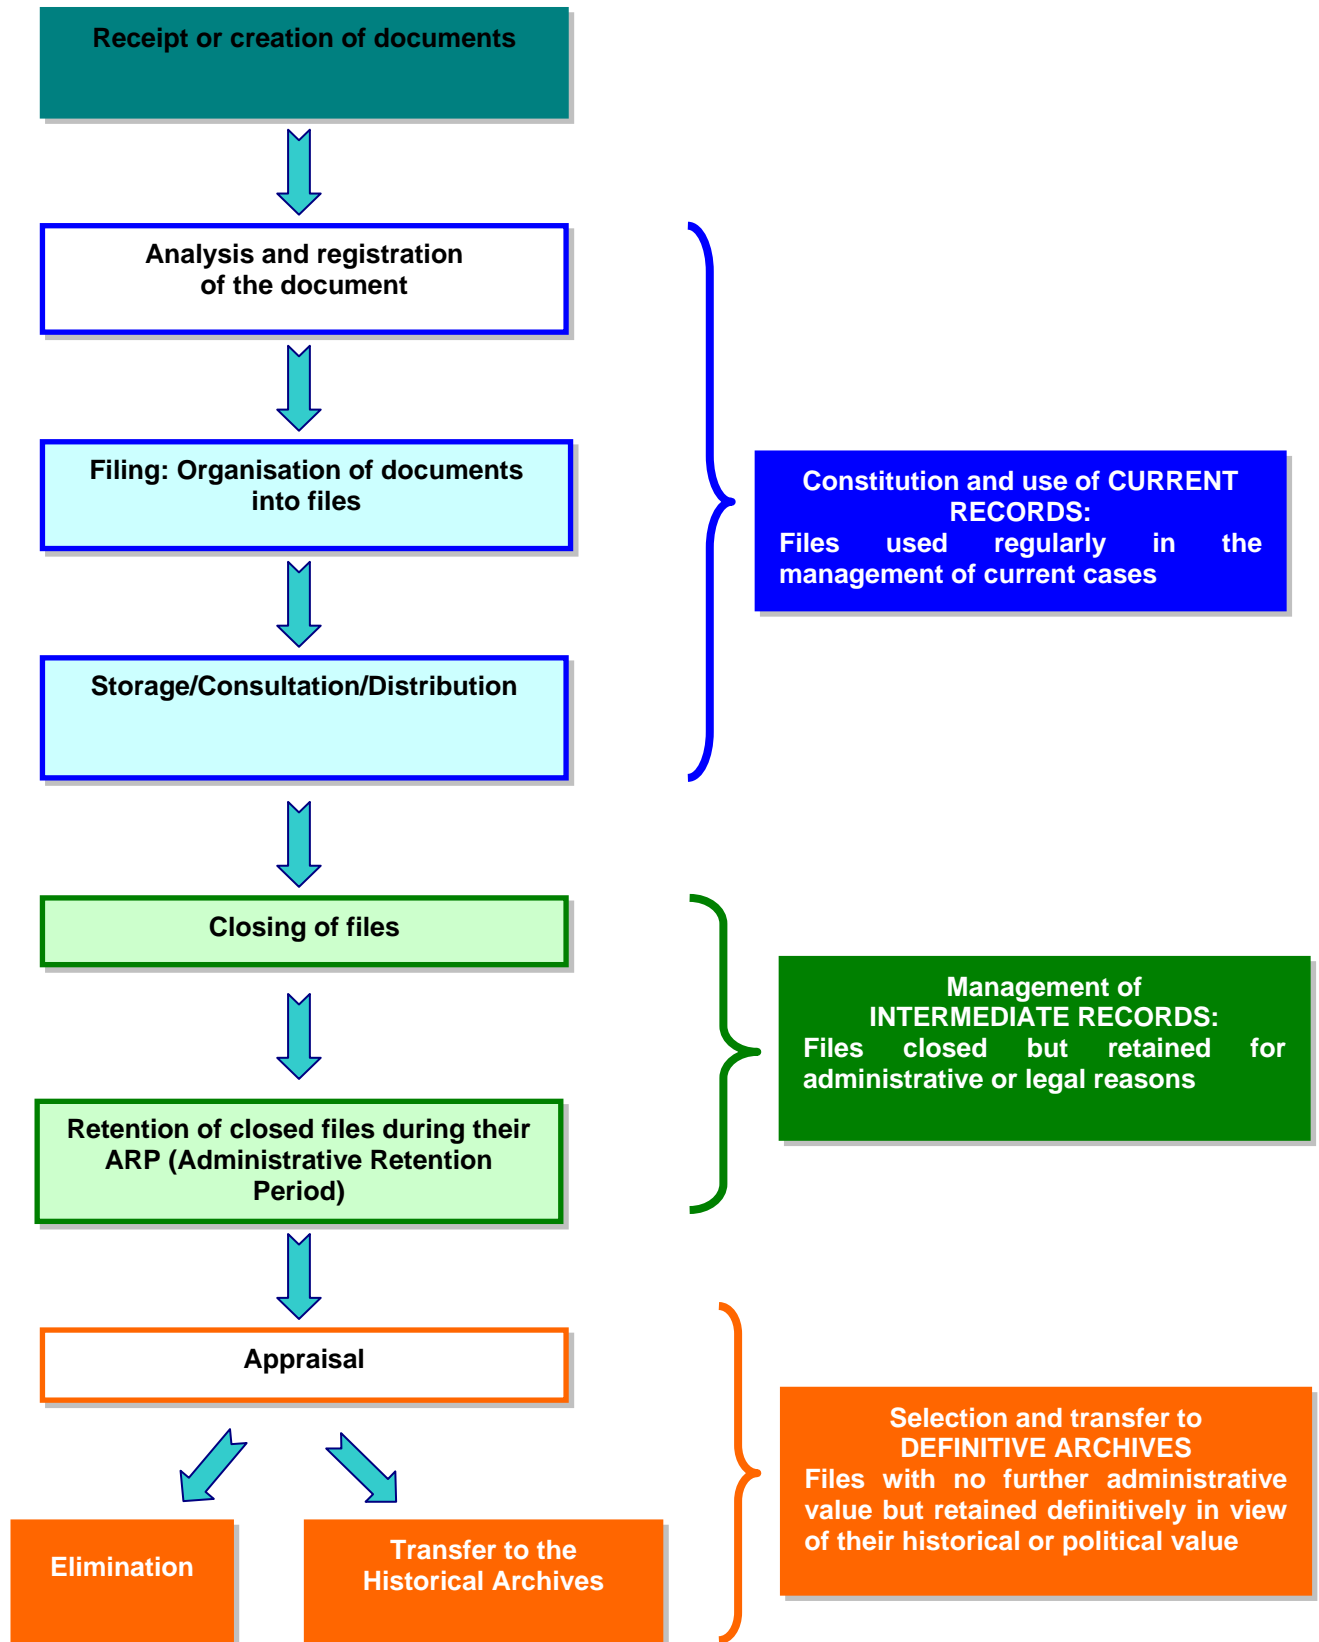 Receipt or creation of documents
Analysis and registration
of the document
Filing: Organisation of documents
into files
Constitution and use of CURRENT
RECORDS:
Files used regularly in the
management of current cases
Storage/Consultation/Distribution
Closing of files
Management of
INTERMEDIATE RECORDS:
Files closed but retained for
administrative or legal reasons
Retention of closed files during their
ARP (Administrative Retention
Period)
Appraisal
Selection and transfer to
DEFINITIVE ARCHIVES
Files with no further administrative
value but retained definitively in view
of their historical or political value
Elimination
Transfer to the
Historical Archives